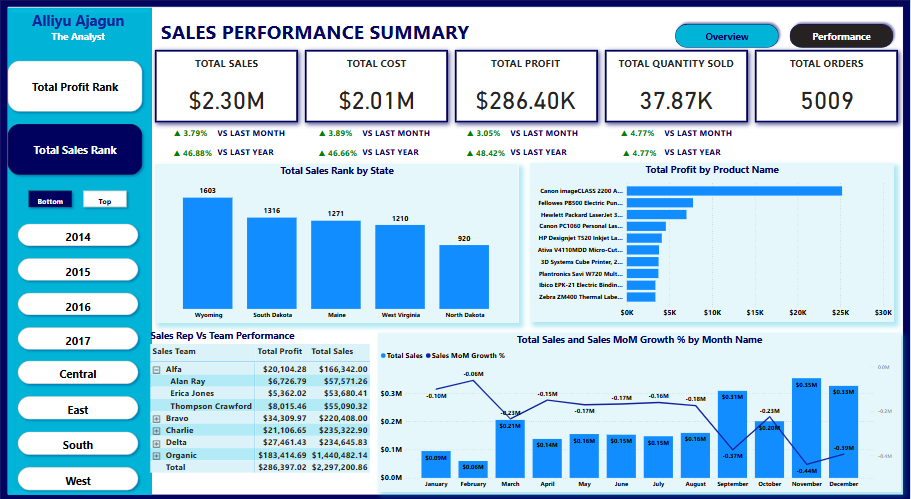 Alliyu Ajagun
The Analyst
Total Profit Rank
Total Sales Rank
Bottom
Top
2014
2015
2016
2017
Central
East
South
West
SALES PERFORMANCE SUMMARY
Overview
Performance
TOTAL SALES
$2.30M
TOTAL COST
$2.01M
TOTAL PROFIT
$286.40K
TOTAL QUANTITY SOLD
37.87K
TOTAL ORDERS
5009
▲ 3.79% VS LAST MONTH
▲ 46.88% VS LAST YEAR
▲ 3.89% VS LAST MONTH
▲ 46.66% VS LAST YEAR
▲ 3.05% VS LAST MONTH
▲ 48.42% VS LAST YEAR
▲ 4.77% VS LAST MONTH
▲ 4.77% VS LAST YEAR
Total Sales Rank by State
1603
1316
1271
1210
920
Wyoming
South Dakota
Maine
West Virginia
North Dakota
Total Profit by Product Name
Canon imageCLASS 2200 A...
Fellowes PB500 Electric Pun...
Hewlett Packard LaserJet 3...
Canon PC1060 Personal Las...
HP Designjet T520 Inkjet La...
Ativa V4110MDD Micro-Cut...
3D Systems Cube Printer, 2...
Plantronics Savi W720 Mult...
Ibico EPK-21 Electric Bindin...
Zebra ZM400 Thermal Labe...
$0K $5K $10K $15K $20K $25K $30K
Sales Rep Vs Team Performance
Sales Team Total Profit Total Sales
Alfa $20,104.28 $166,342.00
Alan Ray $6,726.79 $57,571.26
Erica Jones $5,362.02 $53,680.41
Thompson Crawford $8,015.46 $55,090.32
Bravo $34,309.97 $220,408.00
Charlie $21,106.65 $235,322.90
Delta $27,461.43 $234,645.83
Organic $183,414.69 $1,440,482.14
Total $286,397.02 $2,297,200.86
Total Sales and Sales MoM Growth % by Month Name
Total Sales Sales MoM Growth %
$0.3M
$0.2M
$0.1M
$0.0M
0.0M
-0.2M
-0.4M
-0.10M
-0.06M
-0.23M
-0.15M
-0.17M
-0.17M
-0.16M
-0.18M
-0.37M
-0.23M
-0.44M
-0.39M
$0.09M
$0.06M
$0.21M
$0.14M
$0.16M
$0.15M
$0.15M
$0.16M
$0.31M
$0.20M
$0.35M
$0.33M
January February March April May June July August September October November December